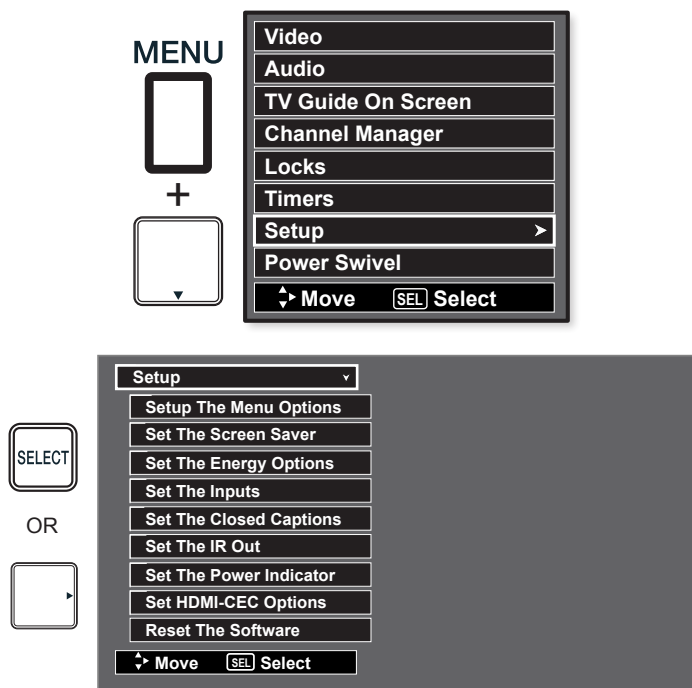 MENU
+
Video
Audio
TV Guide On Screen
Channel Manager
Locks
Timers
Setup
Power Swivel
Move SEL Select
SELECT
OR
Setup
Setup The Menu Options
Set The Screen Saver
Set The Energy Options
Set The Inputs
Set The Closed Captions
Set The IR Out
Set The Power Indicator
Set HDMI-CEC Options
Reset The Software
Move SEL Select